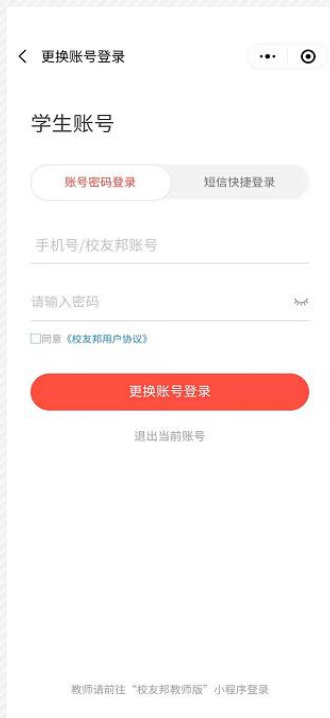 更换账号登录
学生账号
账号密码登录 短信快捷登录
手机号/校友邦账号
请输入密码
同意《校友邦用户协议》
更换账号登录
退出当前账号
教师请前往“校友邦教师版”小程序登录